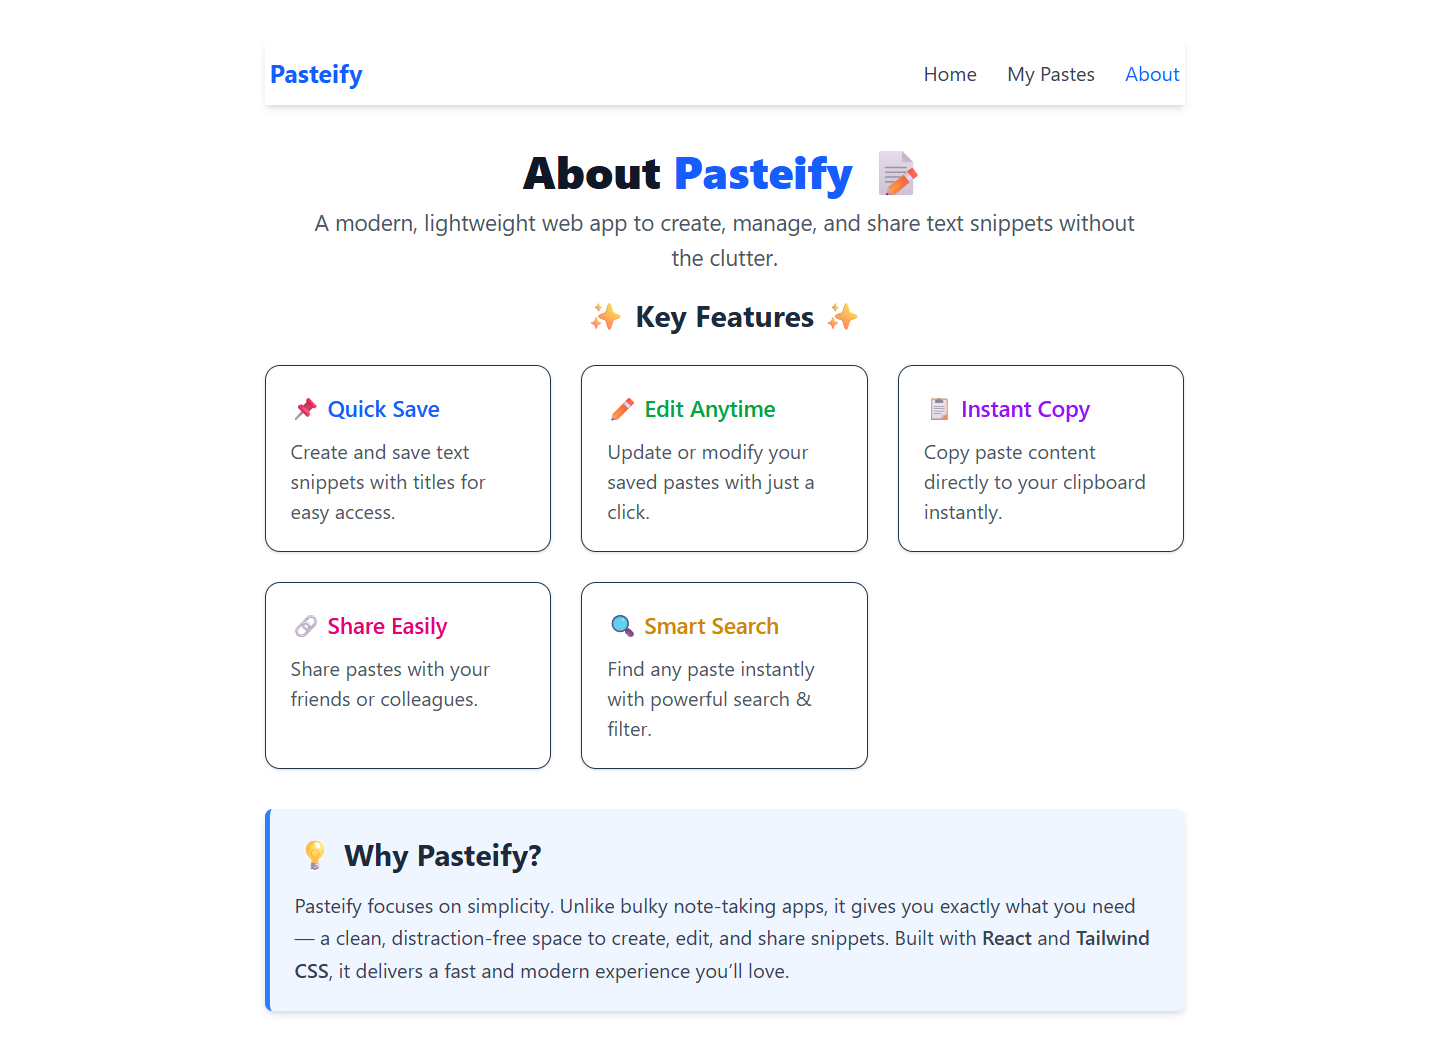 Pasteify
Home My Pastes About
About Pasteify 📝
A modern, lightweight web app to create, manage, and share text snippets without
the clutter.
✨ Key Features ✨
📌 Quick Save
Create and save text
snippets with titles for
easy access.
✏️ Edit Anytime
Update or modify your
saved pastes with just a
click.
📋 Instant Copy
Copy paste content
directly to your clipboard
instantly.
🔗 Share Easily
Share pastes with your
friends or colleagues.
🔍 Smart Search
Find any paste instantly
with powerful search &
filter.
💡 Why Pasteify?
Pasteify focuses on simplicity. Unlike bulky note-taking apps, it gives you exactly what you need
— a clean, distraction-free space to create, edit, and share snippets. Built with React and Tailwind
CSS, it delivers a fast and modern experience you’ll love.